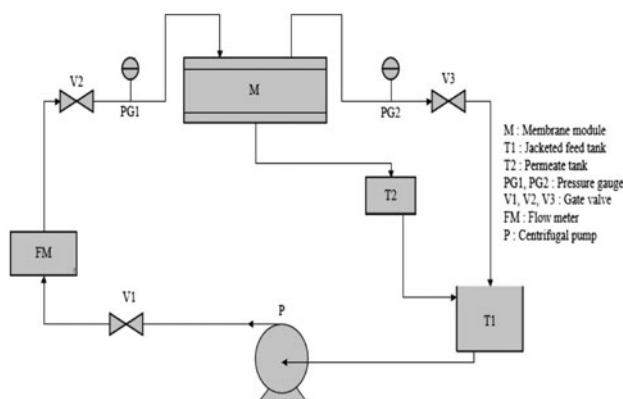 V2
PG1
M
PG2
V3
M : Membrane module
T1 : Jacketed feed tank
T2 : Permeate tank
PG1, PG2 : Pressure gauge
V1, V2, V3 : Gate valve
FM : Flow meter
P : Centrifugal pump
T2
FM
V1
P
T1